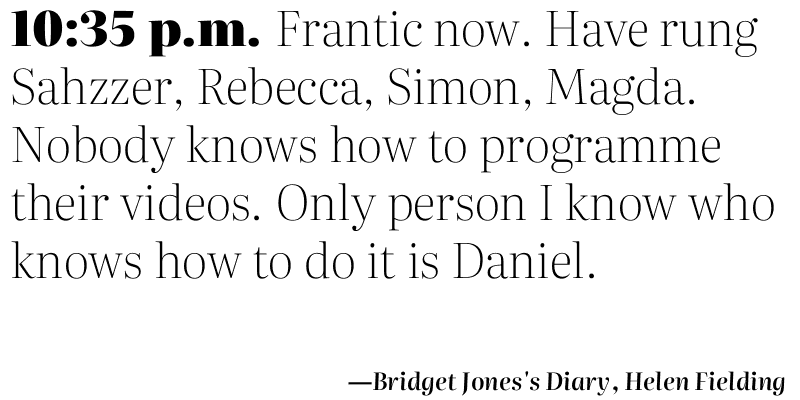 10:35 p.m. Frantic now. Have rung
Sahzzer, Rebecca, Simon, Magda.
Nobody knows how to programme
their videos. Only person I know who
knows how to do it is Daniel.
—Bridget Jones's Diary, Helen Fielding